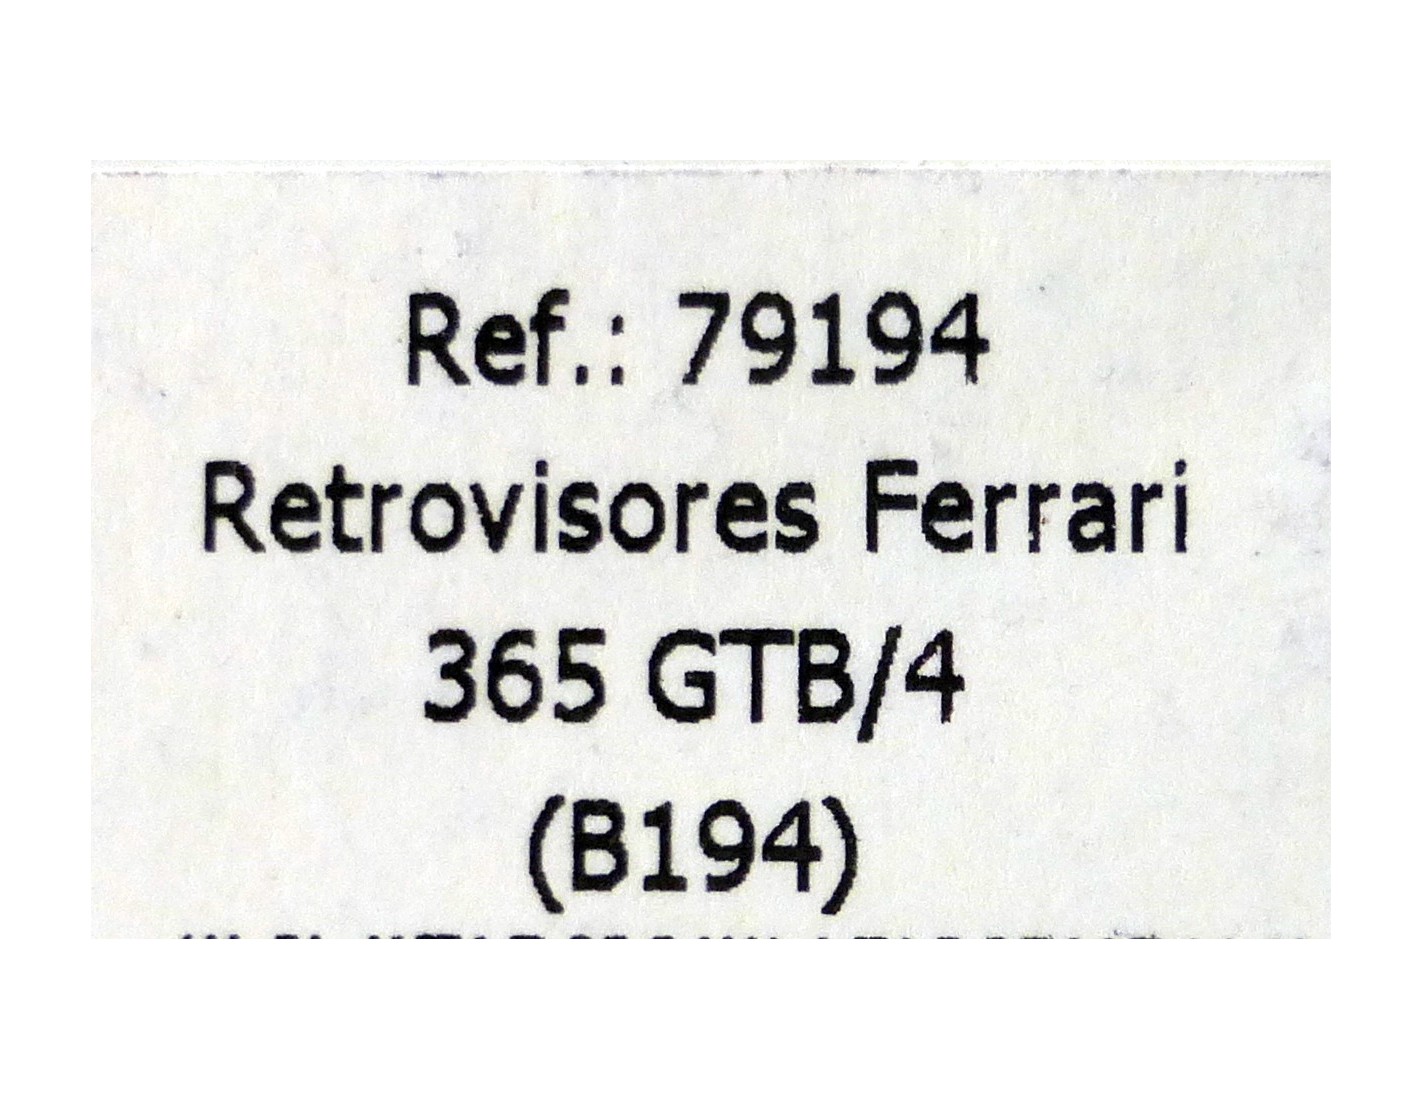 Ref.: 79194
Retrovisores Ferrari
365 GTB/4
(B194)